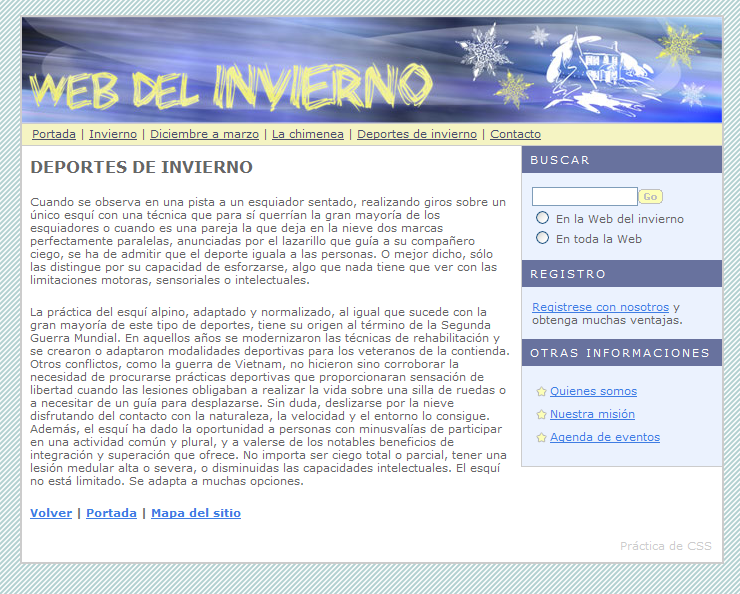 WEB DEL INVIERNO
Portada | Invierno | Diciembre a marzo | La chimenea | Deportes de invierno | Contacto
DEPORTES DE INVIERNO
Cuando se observa en una pista a un esquiador sentado, realizando giros sobre un
único esquí con una técnica que para sí querrían la gran mayoría de los
esquiadores o cuando es una pareja la que deja en la nieve dos marcas
perfectamente paralelas, anunciadas por el lazarillo que guía a su compañero
ciego, se ha de admitir que el deporte iguala a las personas. O mejor dicho, sólo
las distingue por su capacidad de esforzarse, algo que nada tiene que ver con las
limitaciones motoras, sensoriales o intelectuales.
La práctica del esquí alpino, adaptado y normalizado, al igual que sucede con la
gran mayoría de este tipo de deportes, tiene su origen al término de la Segunda
Guerra Mundial. En aquellos años se modernizaron las técnicas de rehabilitación y
se crearon o adaptaron modalidades deportivas para los veteranos de la contienda.
Otros conflictos, como la guerra de Vietnam, no hicieron sino corroborar la
necesidad de procurarse prácticas deportivas que proporcionaran sensación de
libertad cuando las lesiones obligaban a realizar la vida sobre una silla de ruedas o
a necesitar de un guía para desplazarse. Sin duda, deslizarse por la nieve
disfrutando del contacto con la naturaleza, la velocidad y el entorno lo consigue.
Además, el esquí ha dado la oportunidad a personas con minusvalías de participar
en una actividad común y plural, y a valerse de los notables beneficios de
integración y superación que ofrece. No importa ser ciego total o parcial, tener una
lesión medular alta o severa, o disminuidas las capacidades intelectuales. El esquí
no está limitado. Se adapta a muchas opciones.
Volver | Portada | Mapa del sitio
BUSCAR
Go
En la Web del invierno
En toda la Web
REGISTRO
Registrese con nosotros y
obtenga muchas ventajas.
OTRAS INFORMACIONES
Quienes somos
Nuestra misión
Agenda de eventos
Práctica de CSS